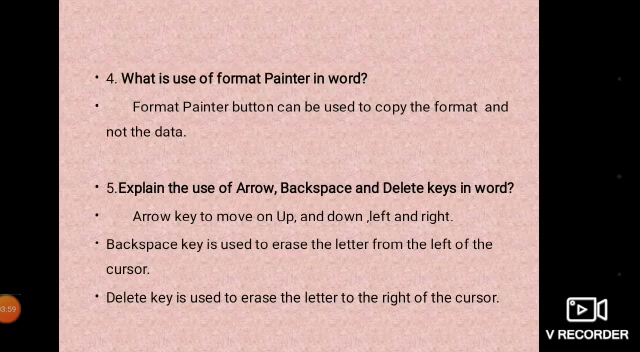 • 4. What is use of format Painter in word?
• Format Painter button can be used to copy the format and
not the data.
• 5.Explain the use of Arrow, Backspace and Delete keys in word?
• Arrow key to move on Up, and down ,left and right.
• Backspace key is used to erase the letter from the left of the
cursor.
• Delete key is used to erase the letter to the right of the cursor.
3:59
V RECORDER